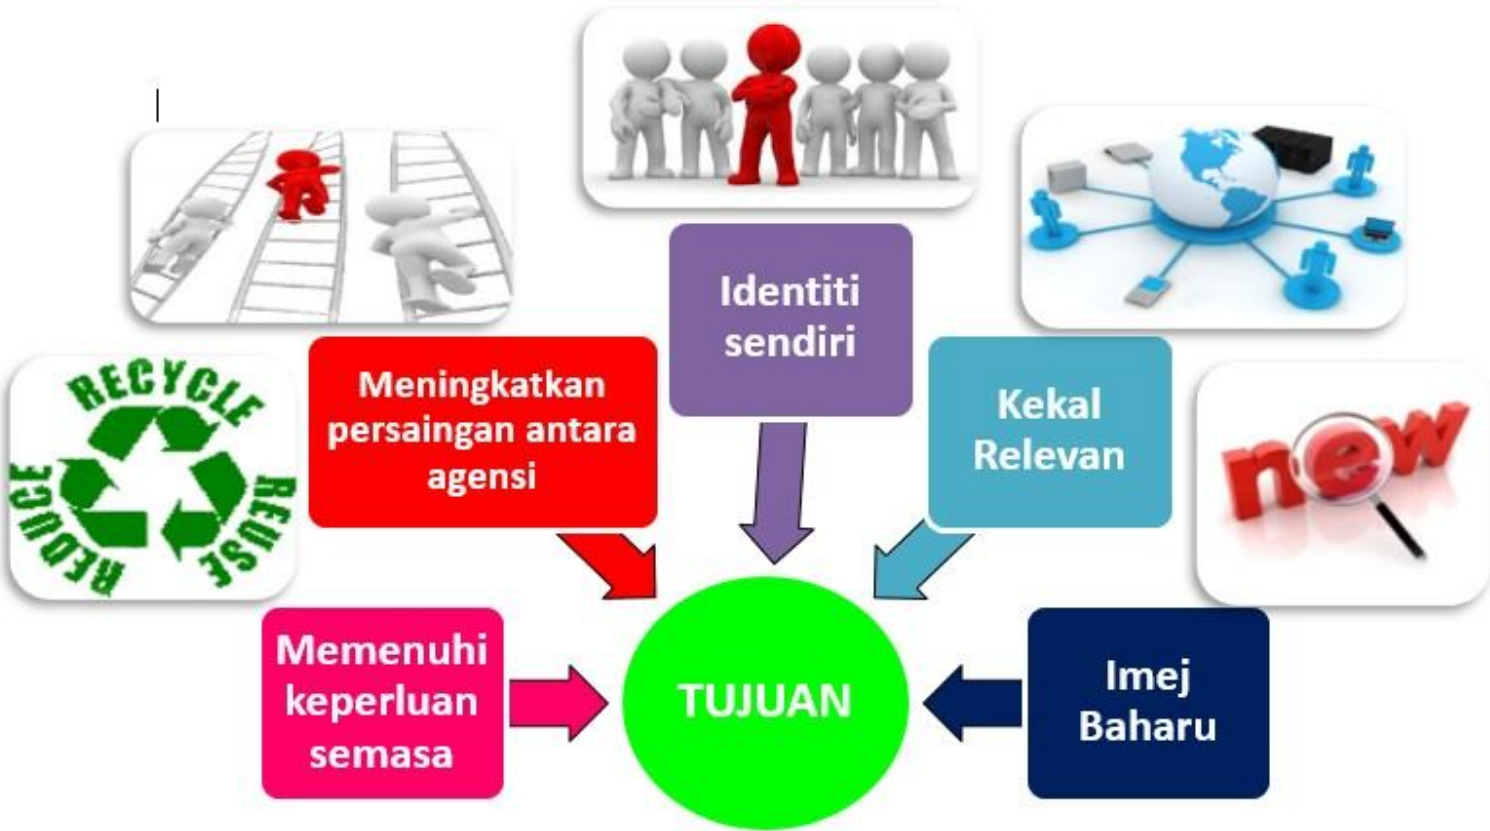 Identiti
sendiri
Meningkatkan
persaingan antara
agensi
Kekal
Relevan
new
RECYCLE
REDUCE
REUSE
Memenuhi
keperluan
semasa
TUJUAN
Imej
Baharu